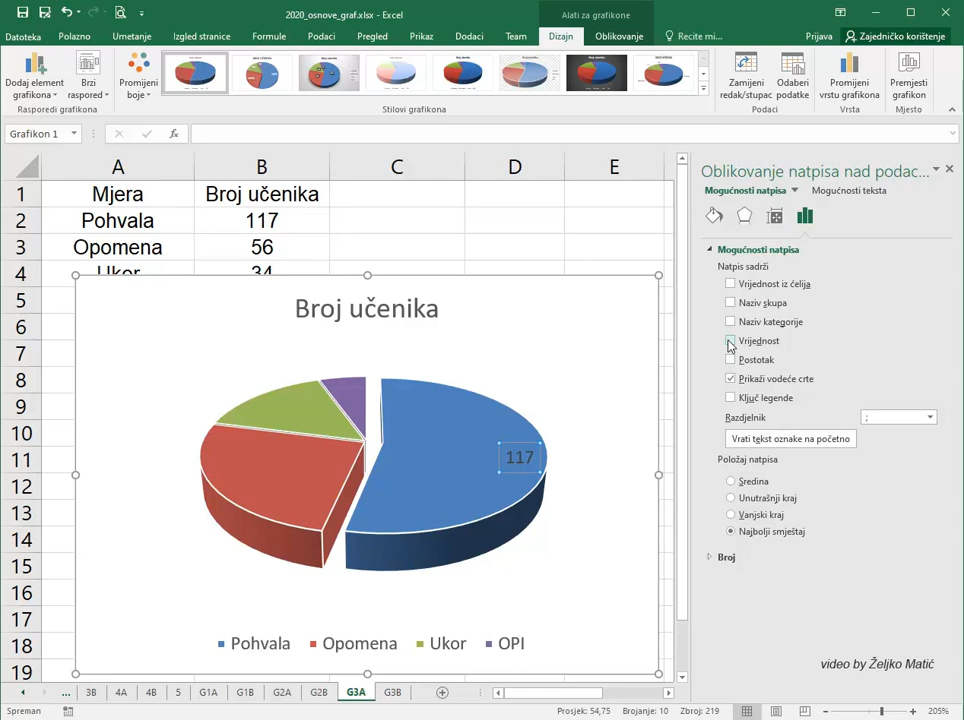 2020_osnove_graf.xlsx - Excel
Alati za grafikone
Datoteka
Polazno
Umetanje
Izgled stranice
Formule
Podaci
Pregled
Prikaz
Dodaci
Team
Dizajn
Oblikovanje
Recite mi...
Prijava
Zajedničko korištenje
Dodaj element grafikona
Brzi raspored
Promijeni boje
Zamijeni redak/stupac
Odaberi podatke
Promijeni vrstu grafikona
Premjesti grafikon
Rasporedi grafikona
Stilovi grafikona
Podaci
Vrsta
Mjesto
Grafikon 1
fx
A B C D E
1 Mjera Broj učenika
2 Pohvala 117
3 Opomena 56
4 Ukor 34
5
6
7
8
9
10
11
12
13
14
15
16
17
18
19
Broj učenika
117
Pohvala Opomena Ukor OPI
Oblikovanje natpisa nad podac...
Mogućnosti natpisa
Mogućnosti teksta
Mogućnosti natpisa
Natpis sadrži
Vrijednost iz ćelija
Naziv skupa
Naziv kategorije
Vrijednost
Postotak
Prikaži vodeće crte
Ključ legende
Razdjelnik ;
Vrati tekst oznake na početno
Položaj natpisa
Sredina
Unutrašnji kraj
Vanjski kraj
Najbolji smještaj
Broj
video by Željko Matić
... 3B 4A 4B 5 G1A G1B G2A G2B G3A G3B
Spreman
Prosjek: 54,75 Brojanje: 10 Zbroj: 219
205%